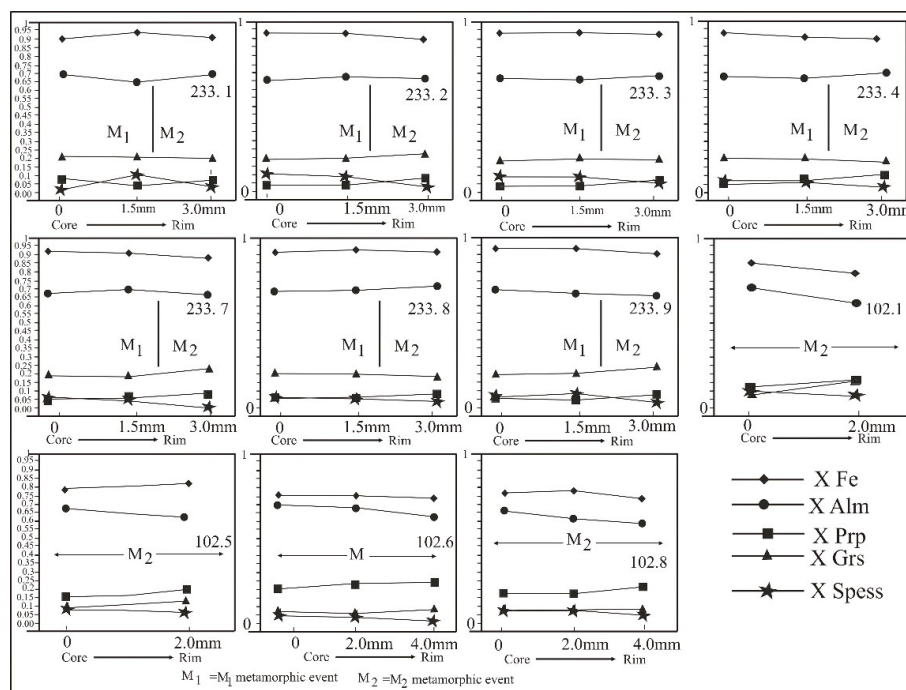 1
0.95
0.9
0.85
0.8
0.75
0.7
0.65
0.6
0.55
0.5
0.45
0.4
0.35
0.3
0.25
0.2
0.15
0.1
0.05
0.00
233. 1
M1 M2
0 1.5mm 3.0mm
Core Rim
1
233. 2
M1 M2
0
0 1.5mm 3.0mm
Core Rim
1
233. 3
M1 M2
0
0 1.5mm 3.0mm
Core Rim
1
233. 4
M1 M2
0
0 1.5mm 3.0mm
Core Rim
0.95
0.9
0.85
0.8
0.75
0.7
0.65
0.6
0.55
0.5
0.45
0.4
0.35
0.3
0.25
0.2
0.15
0.1
0.05
0.00
233. 7
M1 M2
0 1.5mm 3.0mm
Core Rim
1
233. 8
M1 M2
0
0 1.5mm 3.0mm
Core Rim
1
233. 9
M1 M2
0
0 1.5mm 3.0mm
Core Rim
1
102.1
M2
0
0 2.0mm
Core Rim
0.95
0.9
0.85
0.8
0.75
0.7
0.65
0.6
0.55
0.5
0.45
0.4
0.35
0.3
0.25
0.2
0.15
0.1
0.05
0.00
102.5
M2
0 2.0mm
Core Rim
1
102.6
M
0
0 2.0mm 4.0mm
Core Rim
1
M2
102.8
0
0 2.0mm 4.0mm
Core Rim
X Fe
X Alm
X Prp
X Grs
X Spess
M1 =M1 metamorphic event M2 =M2 metamorphic event